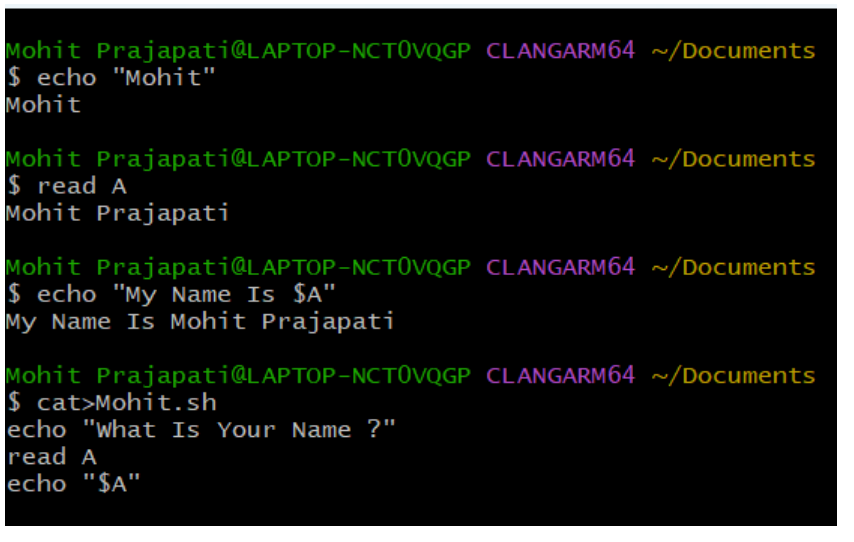 Mohit Prajapati@LAPTOP-NCT0VQGP CLANGARM64 ~/Documents
$ echo "Mohit"
Mohit
Mohit Prajapati@LAPTOP-NCT0VQGP CLANGARM64 ~/Documents
$ read A
Mohit Prajapati
Mohit Prajapati@LAPTOP-NCT0VQGP CLANGARM64 ~/Documents
$ echo "My Name Is $A"
My Name Is Mohit Prajapati
Mohit Prajapati@LAPTOP-NCT0VQGP CLANGARM64 ~/Documents
$ cat>Mohit.sh
echo "What Is Your Name ?"
read A
echo "$A"